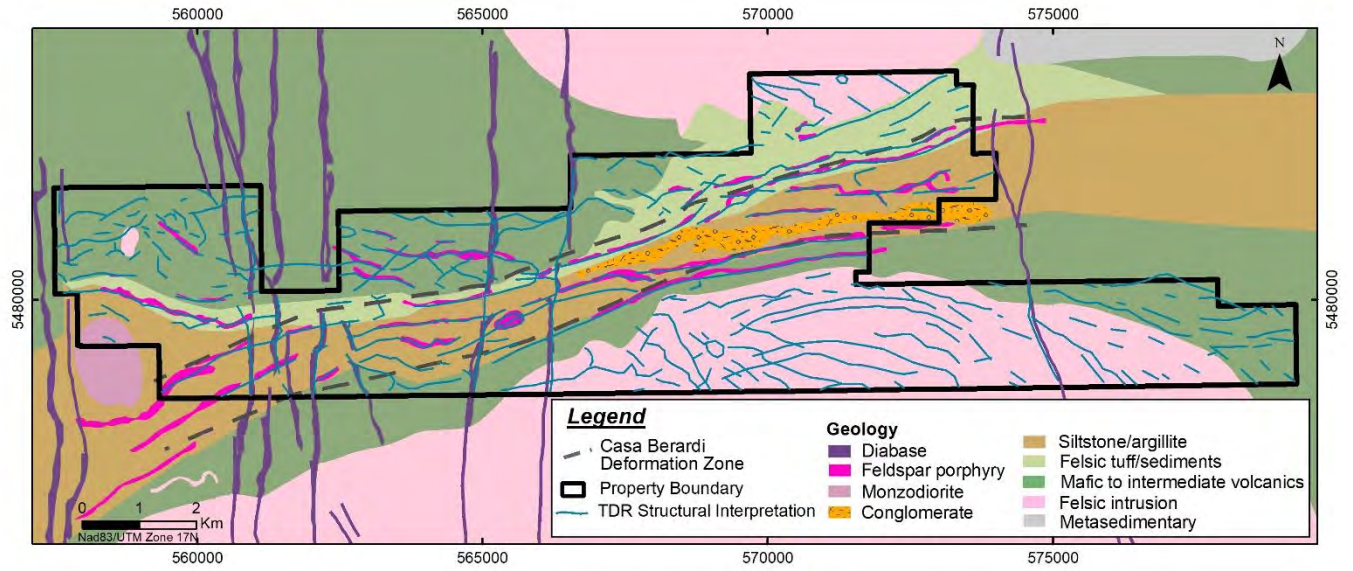 560000 565000 570000 575000
N
5480000 5480000
Legend
Casa Berardi
Deformation Zone
Property Boundary
TDR Structural Interpretation
Geology
Diabase
Feldspar porphyry
Monzodiorite
Conglomerate
Siltstone/argillite
Felsic tuff/sediments
Mafic to intermediate volcanics
Felsic intrusion
Metasedimentary
0 1 2
Km
Nad83/UTM Zone 17N
560000 565000 570000 575000